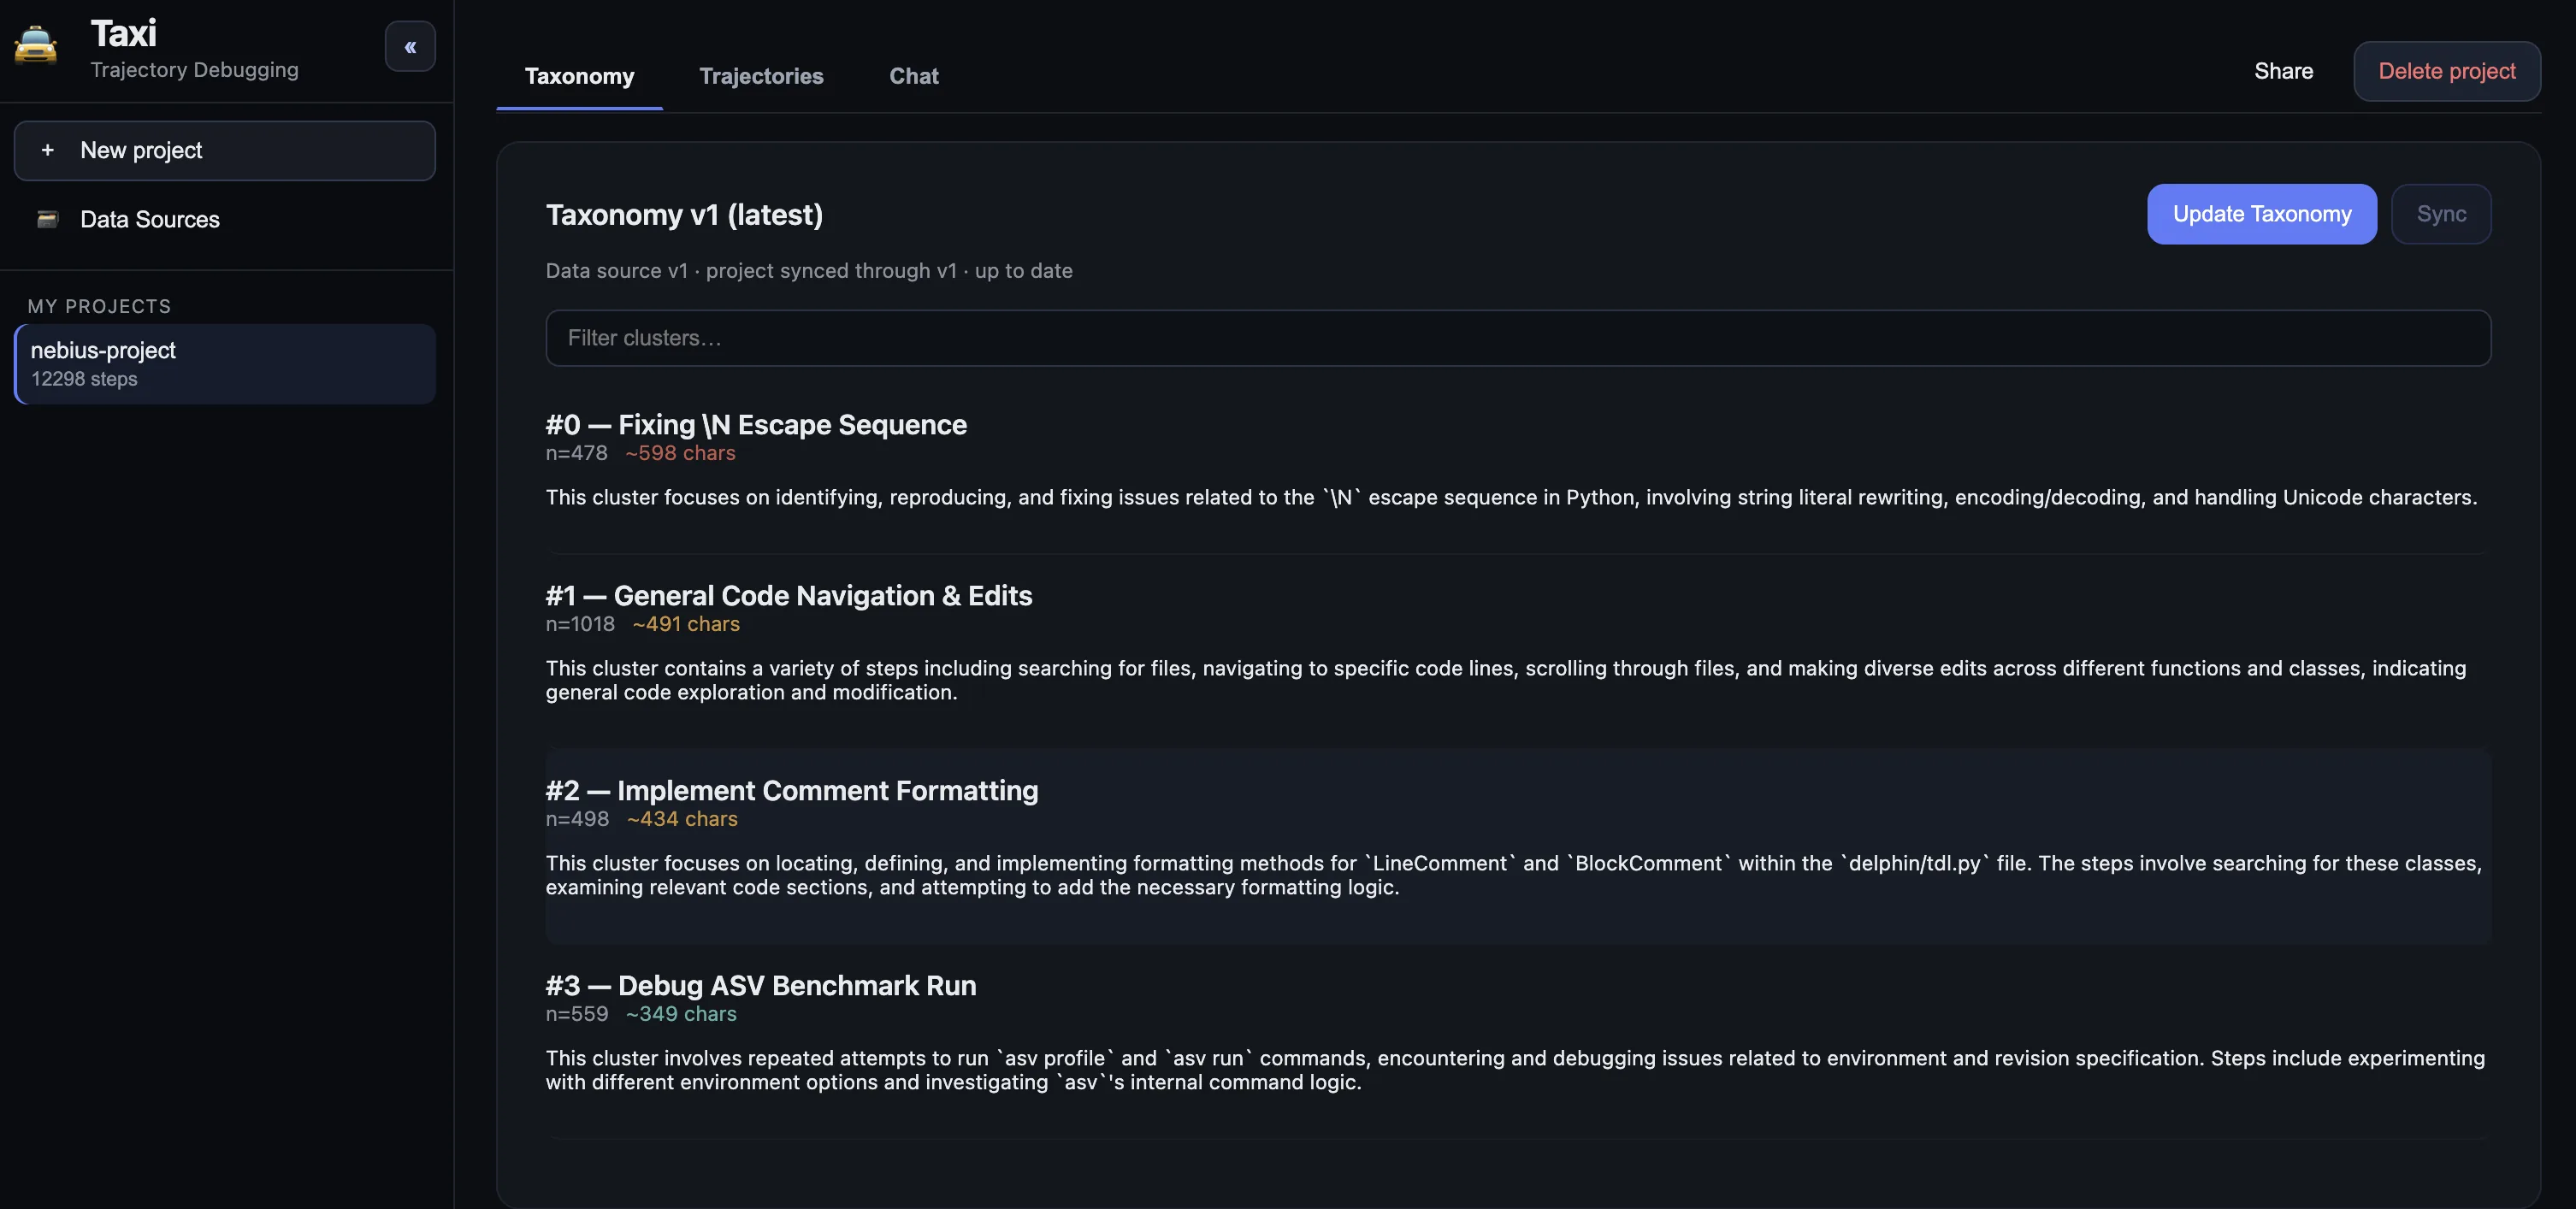 Taxi
Trajectory Debugging
«
+ New project
Data Sources
MY PROJECTS
nebius-project
12298 steps
Taxonomy
Trajectories
Chat
Share
Delete project
Taxonomy v1 (latest)
Update Taxonomy
Sync
Data source v1 · project synced through v1 · up to date
Filter clusters…
#0 — Fixing \N Escape Sequence
n=478 ~598 chars
This cluster focuses on identifying, reproducing, and fixing issues related to the `\N` escape sequence in Python, involving string literal rewriting, encoding/decoding, and handling Unicode characters.
#1 — General Code Navigation & Edits
n=1018 ~491 chars
This cluster contains a variety of steps including searching for files, navigating to specific code lines, scrolling through files, and making diverse edits across different functions and classes, indicating
general code exploration and modification.
#2 — Implement Comment Formatting
n=498 ~434 chars
This cluster focuses on locating, defining, and implementing formatting methods for `LineComment` and `BlockComment` within the `delphin/tdl.py` file. The steps involve searching for these classes,
examining relevant code sections, and attempting to add the necessary formatting logic.
#3 — Debug ASV Benchmark Run
n=559 ~349 chars
This cluster involves repeated attempts to run `asv profile` and `asv run` commands, encountering and debugging issues related to environment and revision specification. Steps include experimenting
with different environment options and investigating `asv`'s internal command logic.